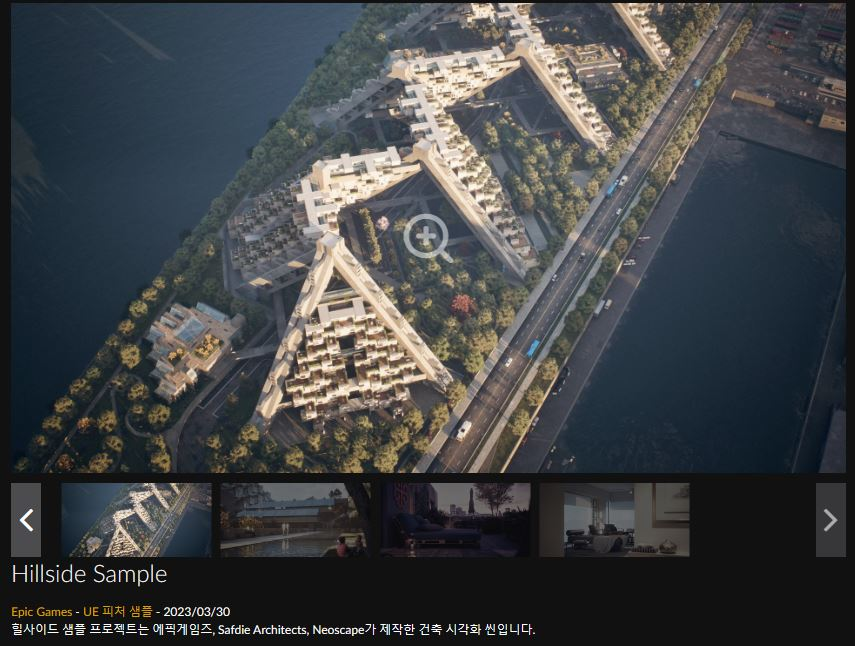 Hillside Sample
Epic Games - UE 피처 샘플 - 2023/03/30
힐사이드 샘플 프로젝트는 에픽게임즈, Safdie Architects, Neoscape가 제작한 건축 시각화 씬입니다.